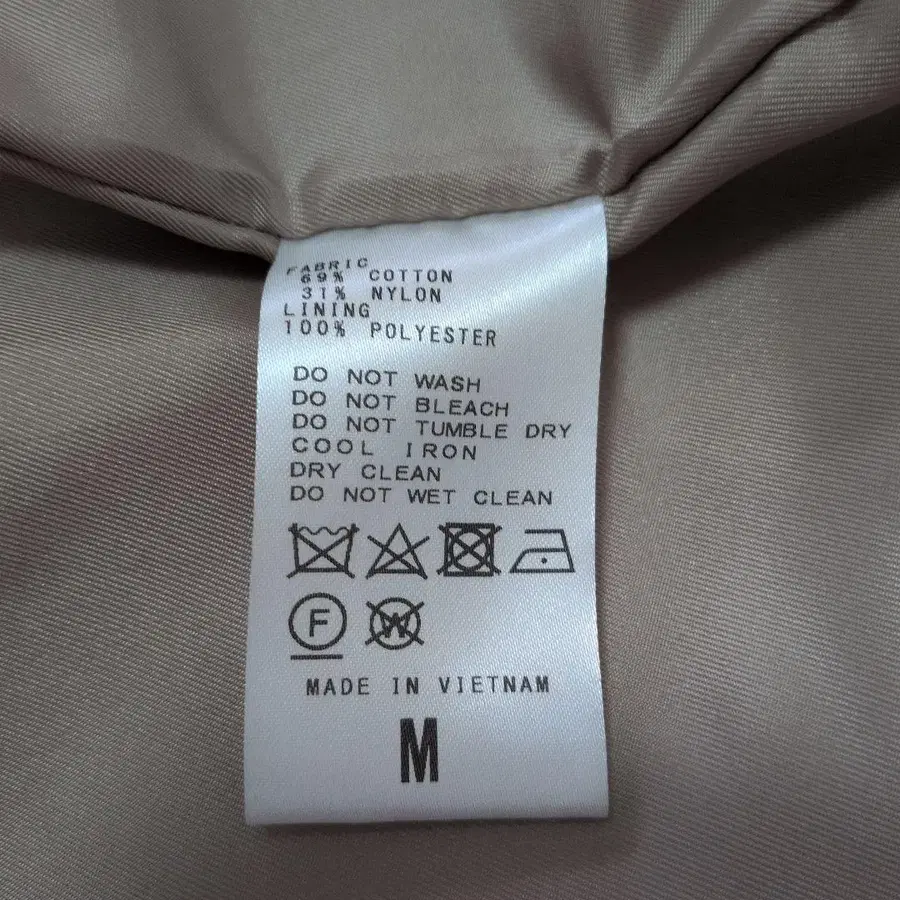 FABRIC
69% COTTON
31% NYLON
LINING
100% POLYESTER
DO NOT WASH
DO NOT BLEACH
DO NOT TUMBLE DRY
COOL IRON
DRY CLEAN
DO NOT WET CLEAN
F W
MADE IN VIETNAM
M